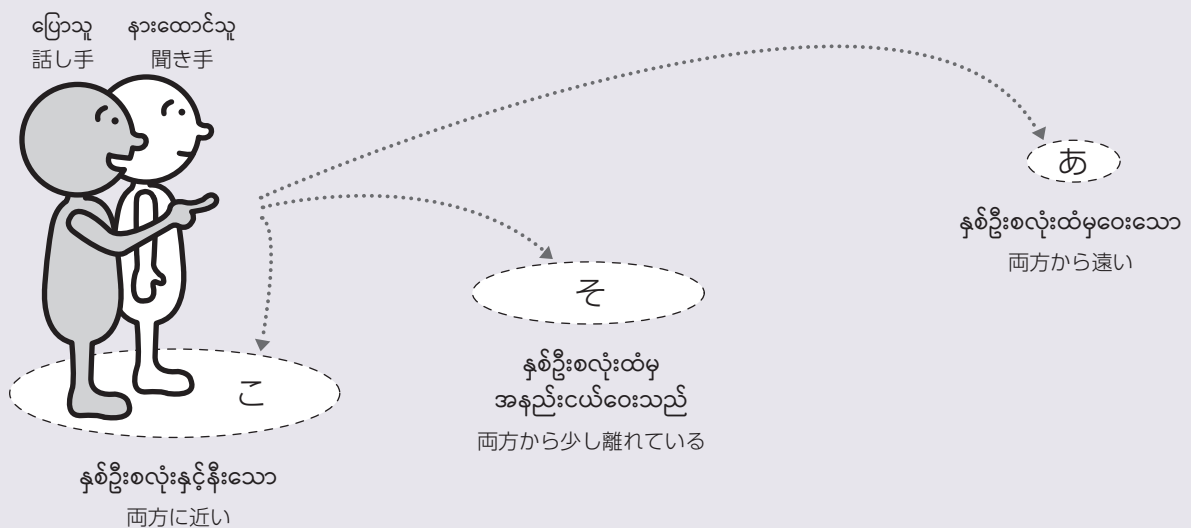 ပြောသူ
話し手
နားထောင်သူ
聞き手
あ
နှစ်ဦးစလုံးထံမှဝေးသော
両方から遠い
そ
နှစ်ဦးစလုံးထံမှ
အနည်းငယ်ဝေးသည်
両方から少し離れている
こ
နှစ်ဦးစလုံးနှင့်နီးသော
両方に近い